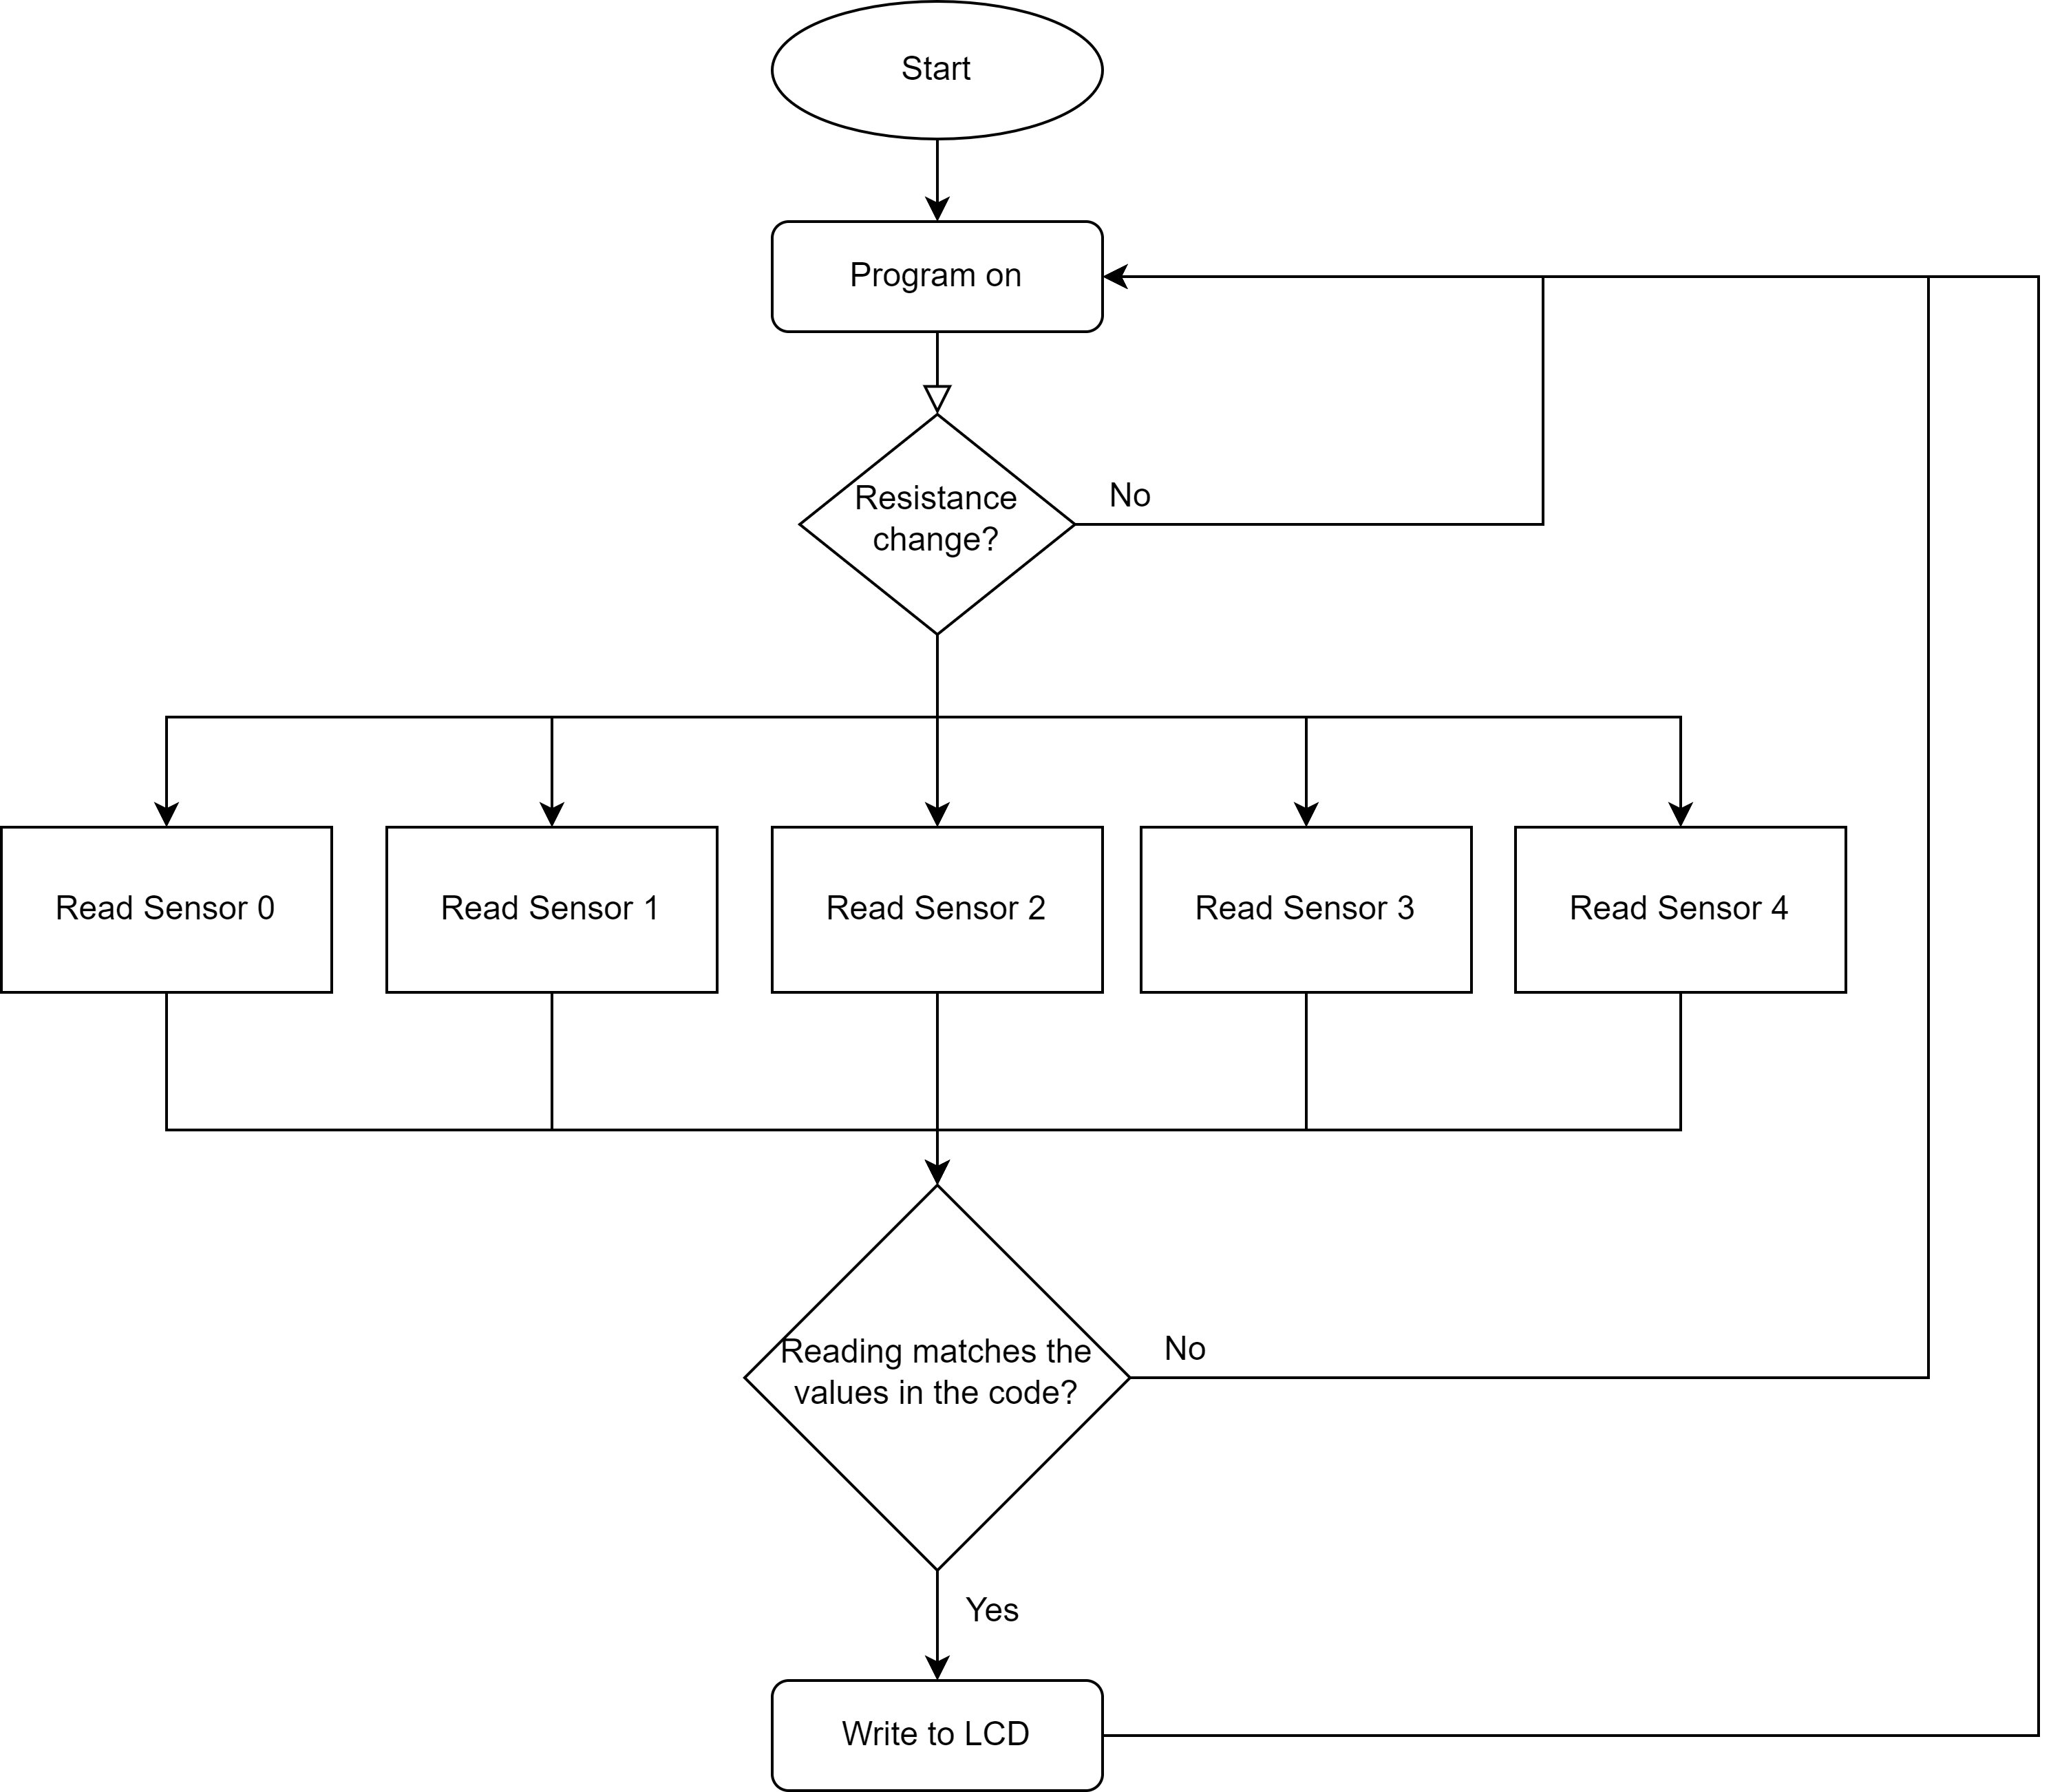 Start
Program on
Resistance
change?
No
Read Sensor 0
Read Sensor 1
Read Sensor 2
Read Sensor 3
Read Sensor 4
Reading matches the
values in the code?
No
Yes
Write to LCD